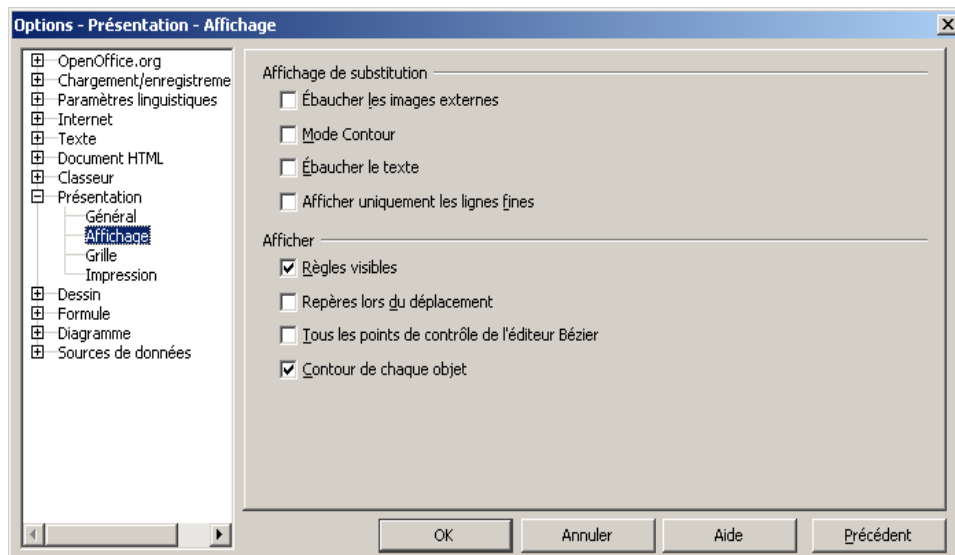 Options - Présentation - Affichage
OpenOffice.org
Chargement/enregistreme
Paramètres linguistiques
Internet
Texte
Document HTML
Classeur
Présentation
Général
Affichage
Grille
Impression
Dessin
Formule
Diagramme
Sources de données
Affichage de substitution
Ébaucher les images externes
Mode Contour
Ébaucher le texte
Afficher uniquement les lignes fines
Afficher
Règles visibles
Repères lors du déplacement
Tous les points de contrôle de l'éditeur Bézier
Contour de chaque objet
OK
Annuler
Aide
Précédent